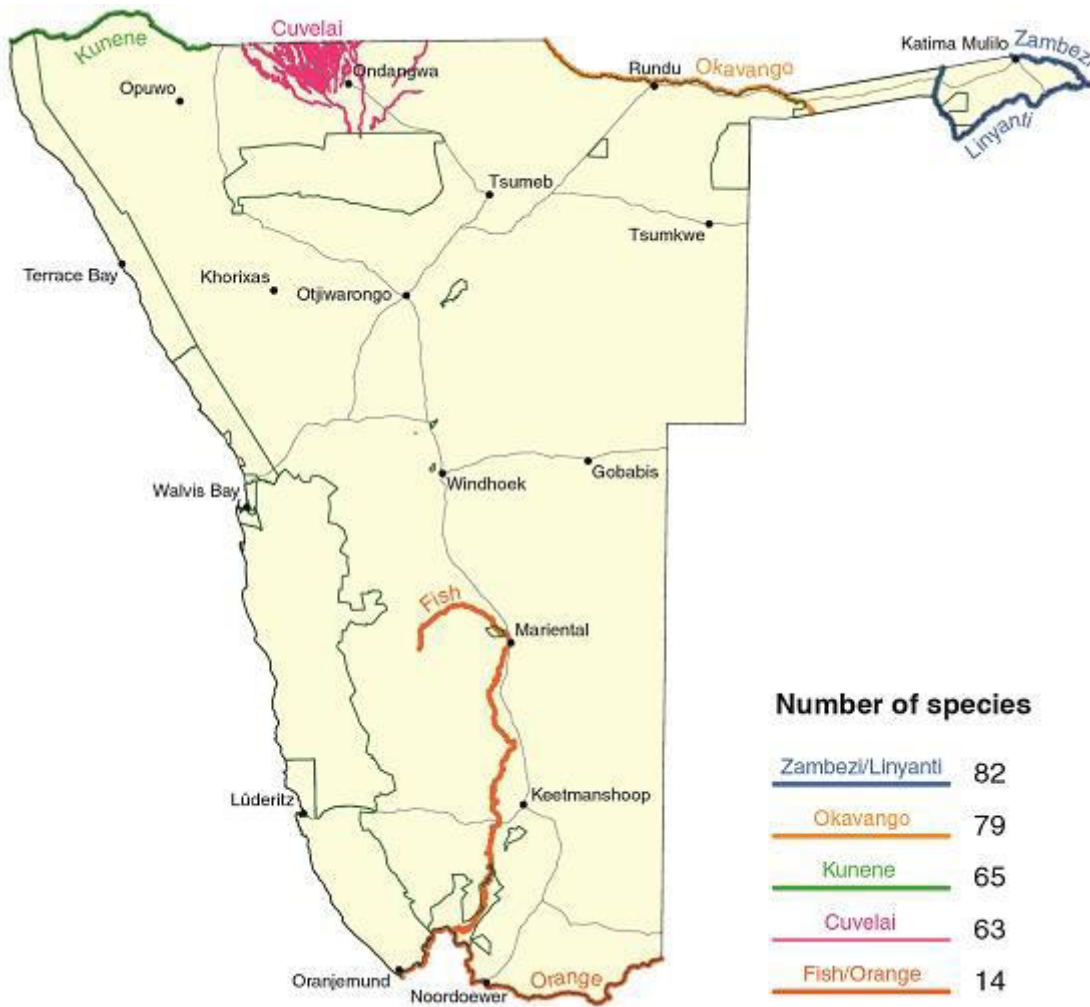 Cuvelai
Kunene
Katima Mulilo
Zambezi
Ondangwa
Rundu
Okavango
Opuwo
Linyanti
Tsumeb
Tsumkwe
Terrace Bay
Khorixas
Otjiwarongo
Gobabis
Windhoek
Walvis Bay
Fish
Mariental
Number of species
Zambezi/Linyanti 82
Lûderitz
Keetmanshoop
Okavango 79
Kunene 65
Cuvelai 63
Oranjemund
Orange
Fish/Orange 14
Noordoewer